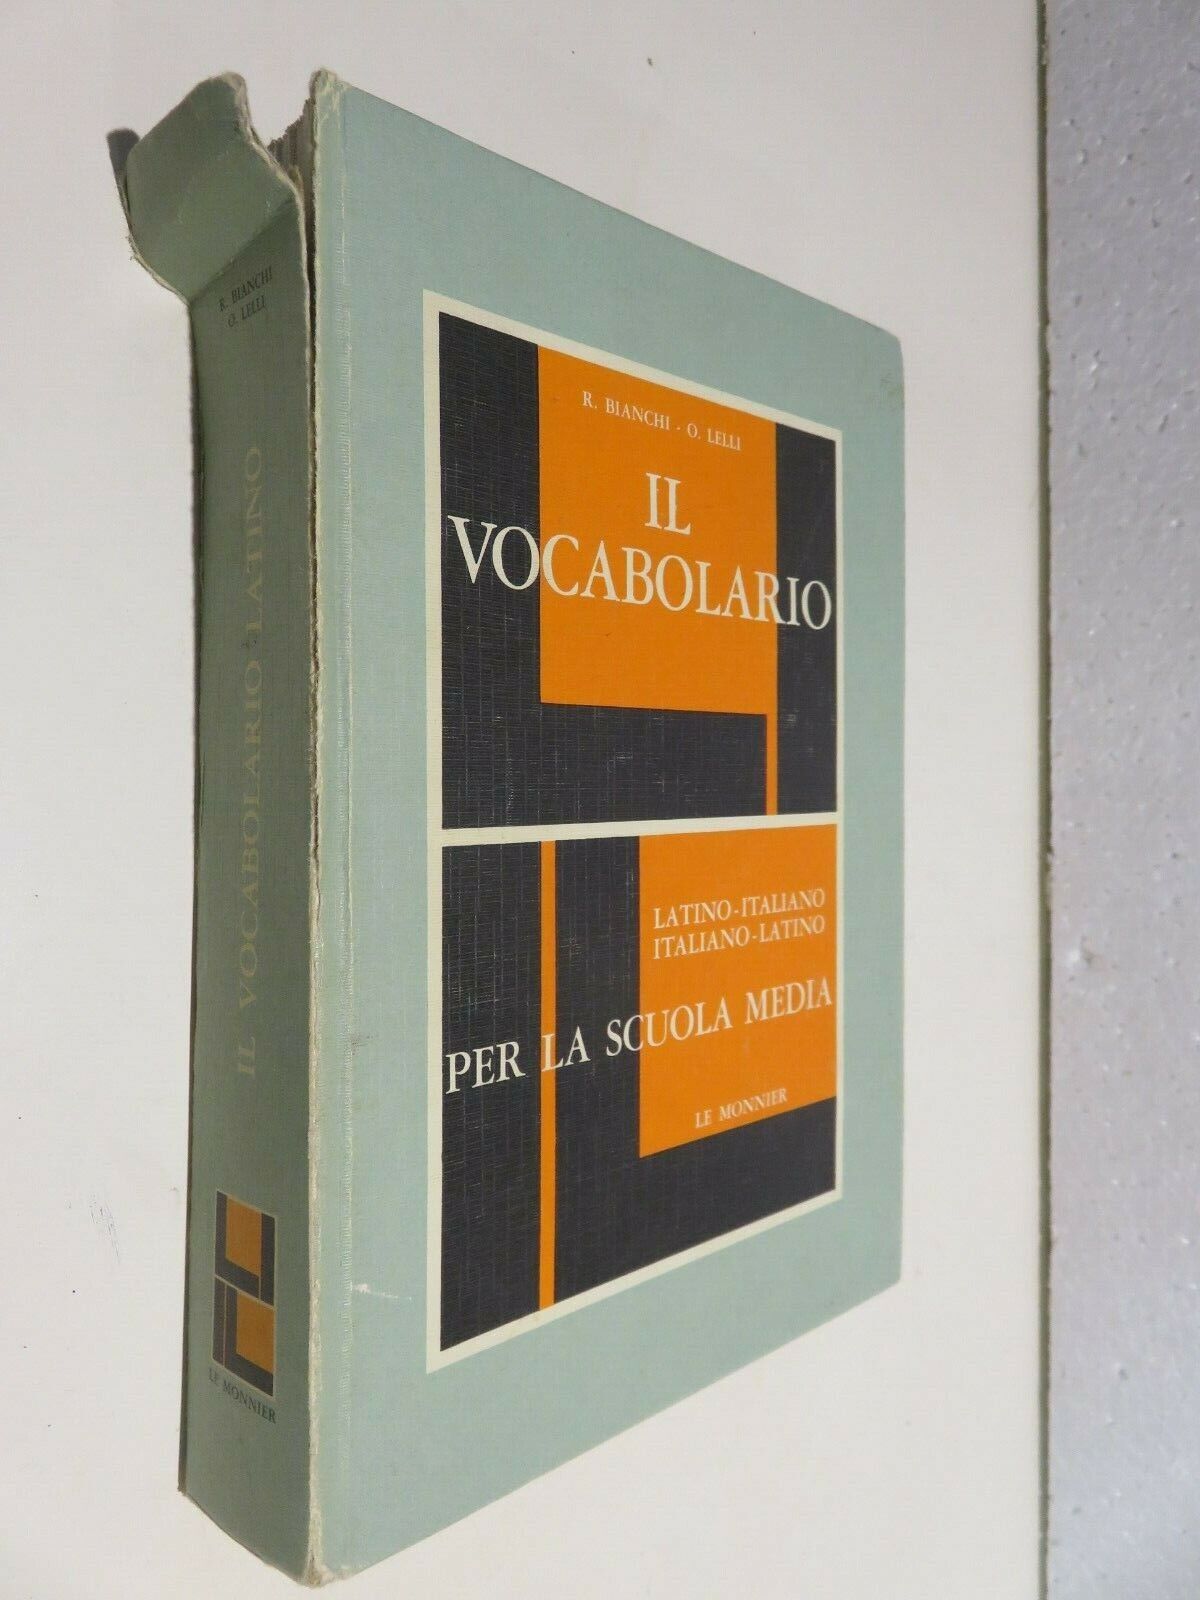 R. BIANCHI
O. LELLI
IL VOCABOLARIO LATINO
LE MONNIER
R. BIANCHI - O. LELLI
IL
VOCABOLARIO
LATINO-ITALIANO
ITALIANO-LATINO
PER LA SCUOLA MEDIA
LE MONNIER